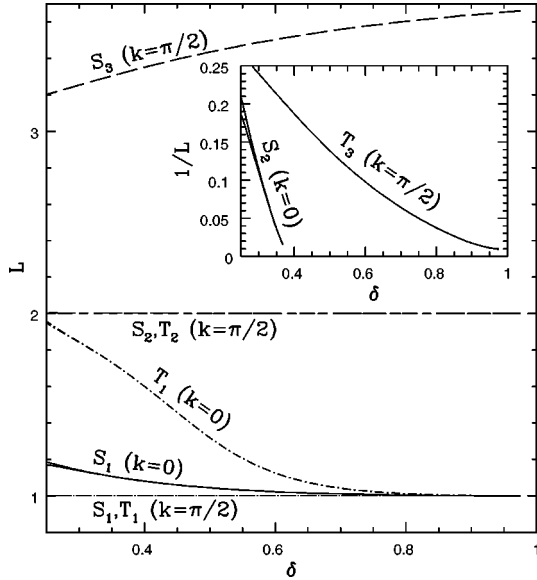 S₃ (k=π/2)
3
0.25
0.2
0.15
0.1
0.05
0
1/L
T₃ (k=π/2)
S₂ (k=0)
0.4
0.6
0.8
1
δ
L
2
S₂,T₂ (k=π/2)
T₁ (k=0)
S₁ (k=0)
1
S₁,T₁ (k=π/2)
0.4
0.6
0.8
1
δ